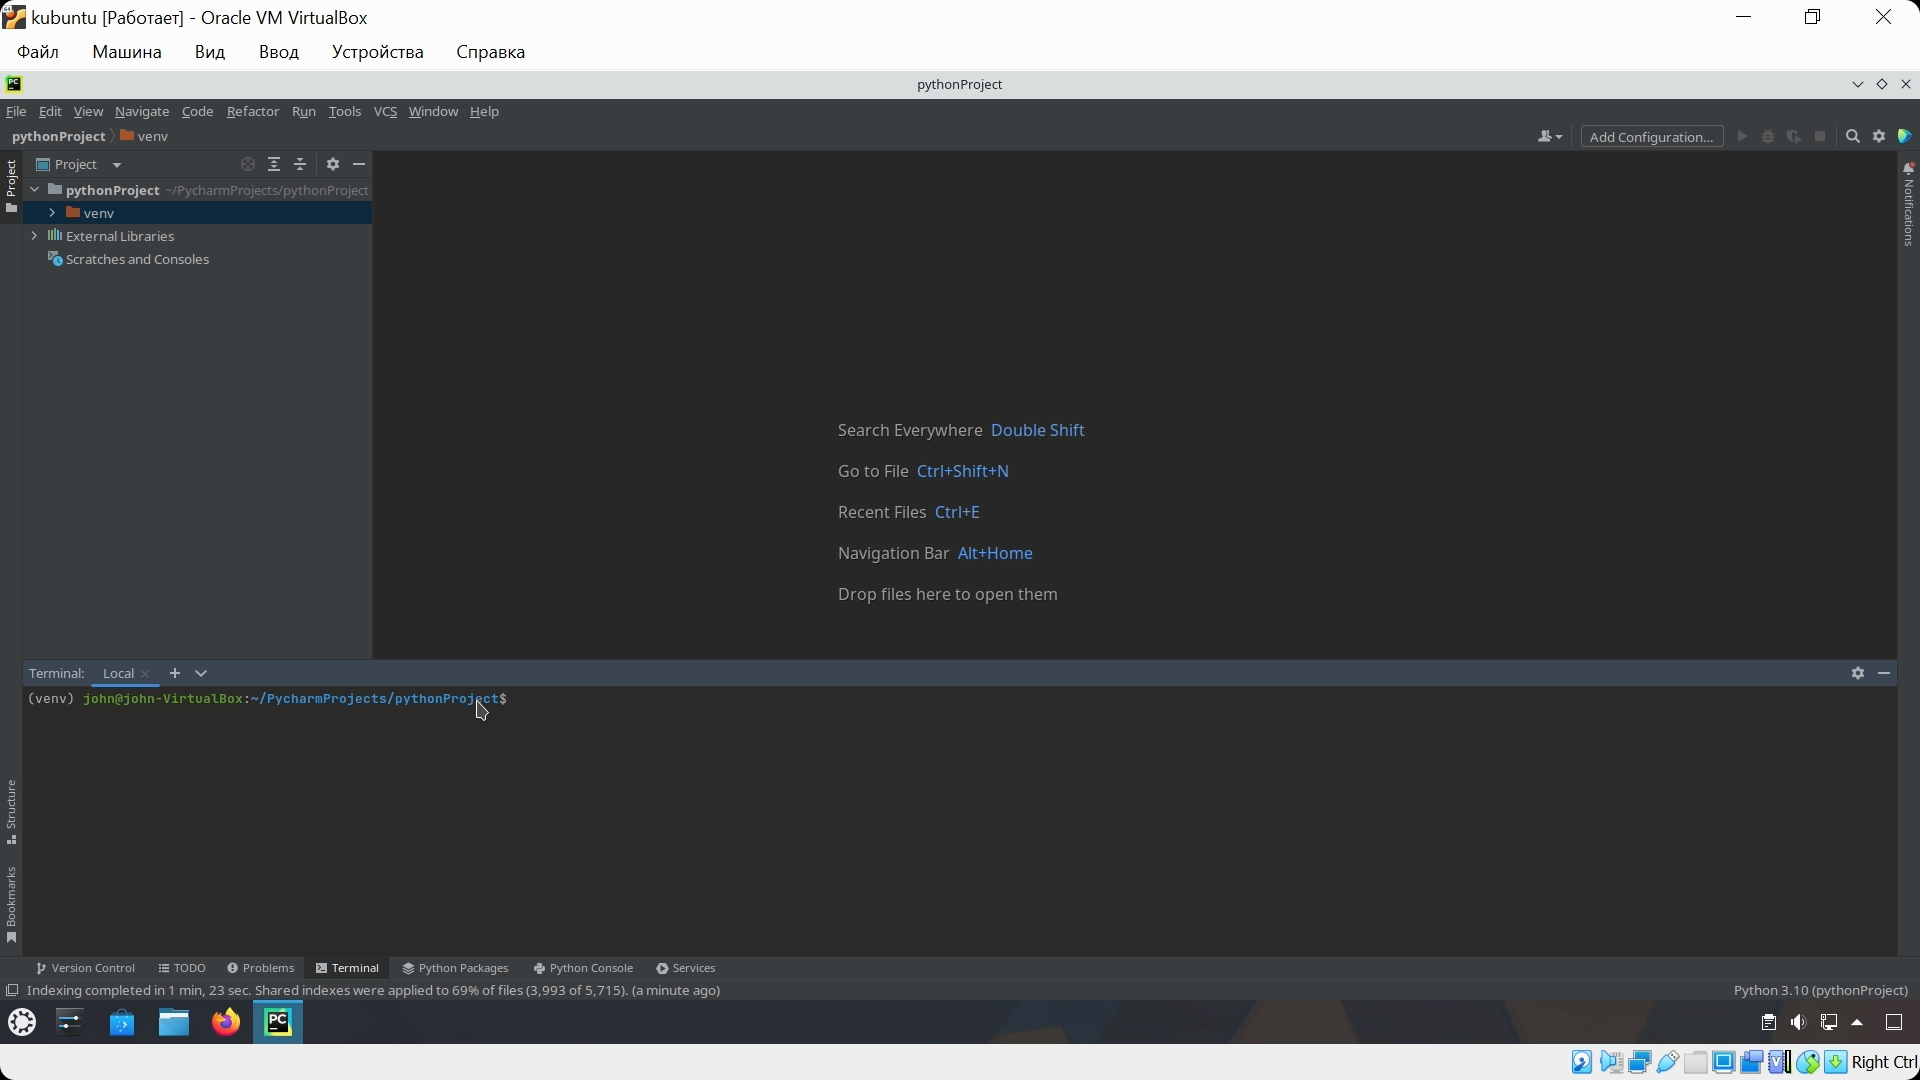 kubuntu [Работает] - Oracle VM VirtualBox
Файл Машина Вид Ввод Устройства Справка
PC pythonProject
File Edit View Navigate Code Refactor Run Tools VCS Window Help
pythonProject venv Add Configuration...
Project
Project
pythonProject ~/PycharmProjects/pythonProject
venv
External Libraries
Scratches and Consoles
Notifications
Search Everywhere Double Shift
Go to File Ctrl+Shift+N
Recent Files Ctrl+E
Navigation Bar Alt+Home
Drop files here to open them
Terminal: Local
(venv) john@john-VirtualBox:~/PycharmProjects/pythonProject$
Structure
Bookmarks
Version Control TODO Problems Terminal Python Packages Python Console Services
Indexing completed in 1 min, 23 sec. Shared indexes were applied to 69% of files (3,993 of 5,715). (a minute ago) Python 3.10 (pythonProject)
PC
Right Ctrl